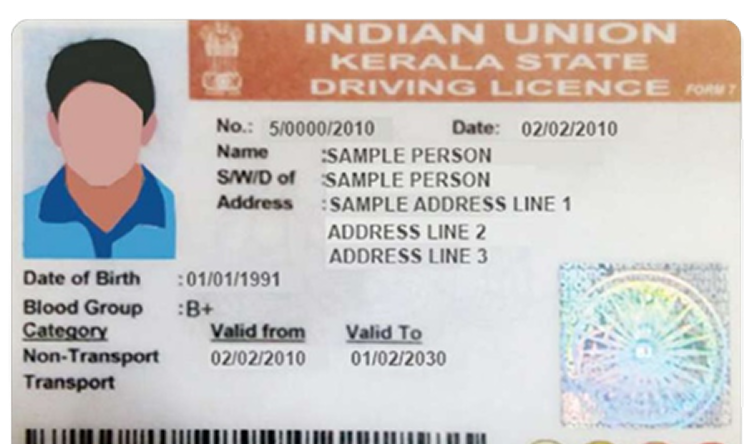 INDIAN UNION
KERALA STATE
DRIVING LICENCE FORM 7
No.: 5/0000/2010 Date: 02/02/2010
Name :SAMPLE PERSON
S/W/D of :SAMPLE PERSON
Address :SAMPLE ADDRESS LINE 1
ADDRESS LINE 2
ADDRESS LINE 3
Date of Birth :01/01/1991
Blood Group :B+
Category Valid from Valid To
Non-Transport 02/02/2010 01/02/2030
Transport